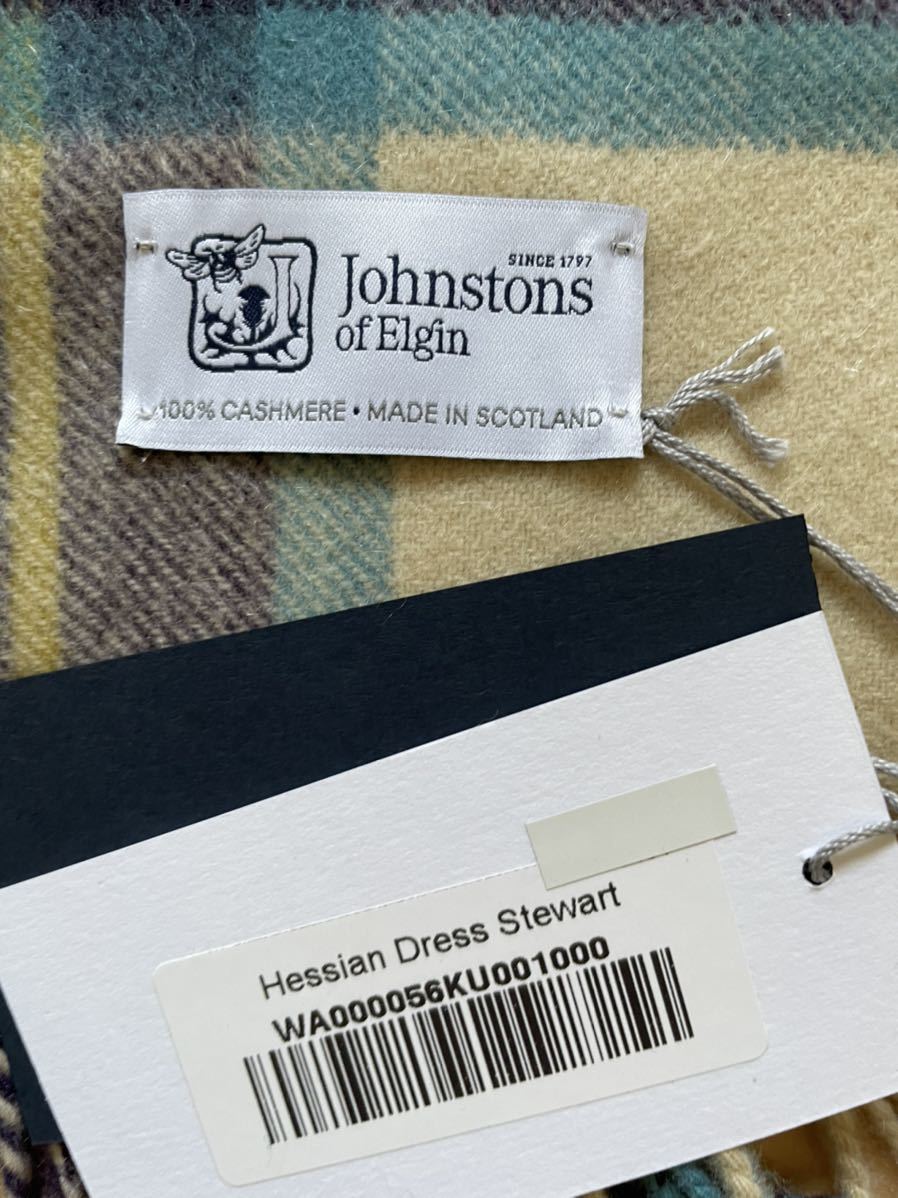 SINCE 1797
Johnstons
of Elgin
100% CASHMERE • MADE IN SCOTLAND
Hessian Dress Stewart
WA000056KU001000